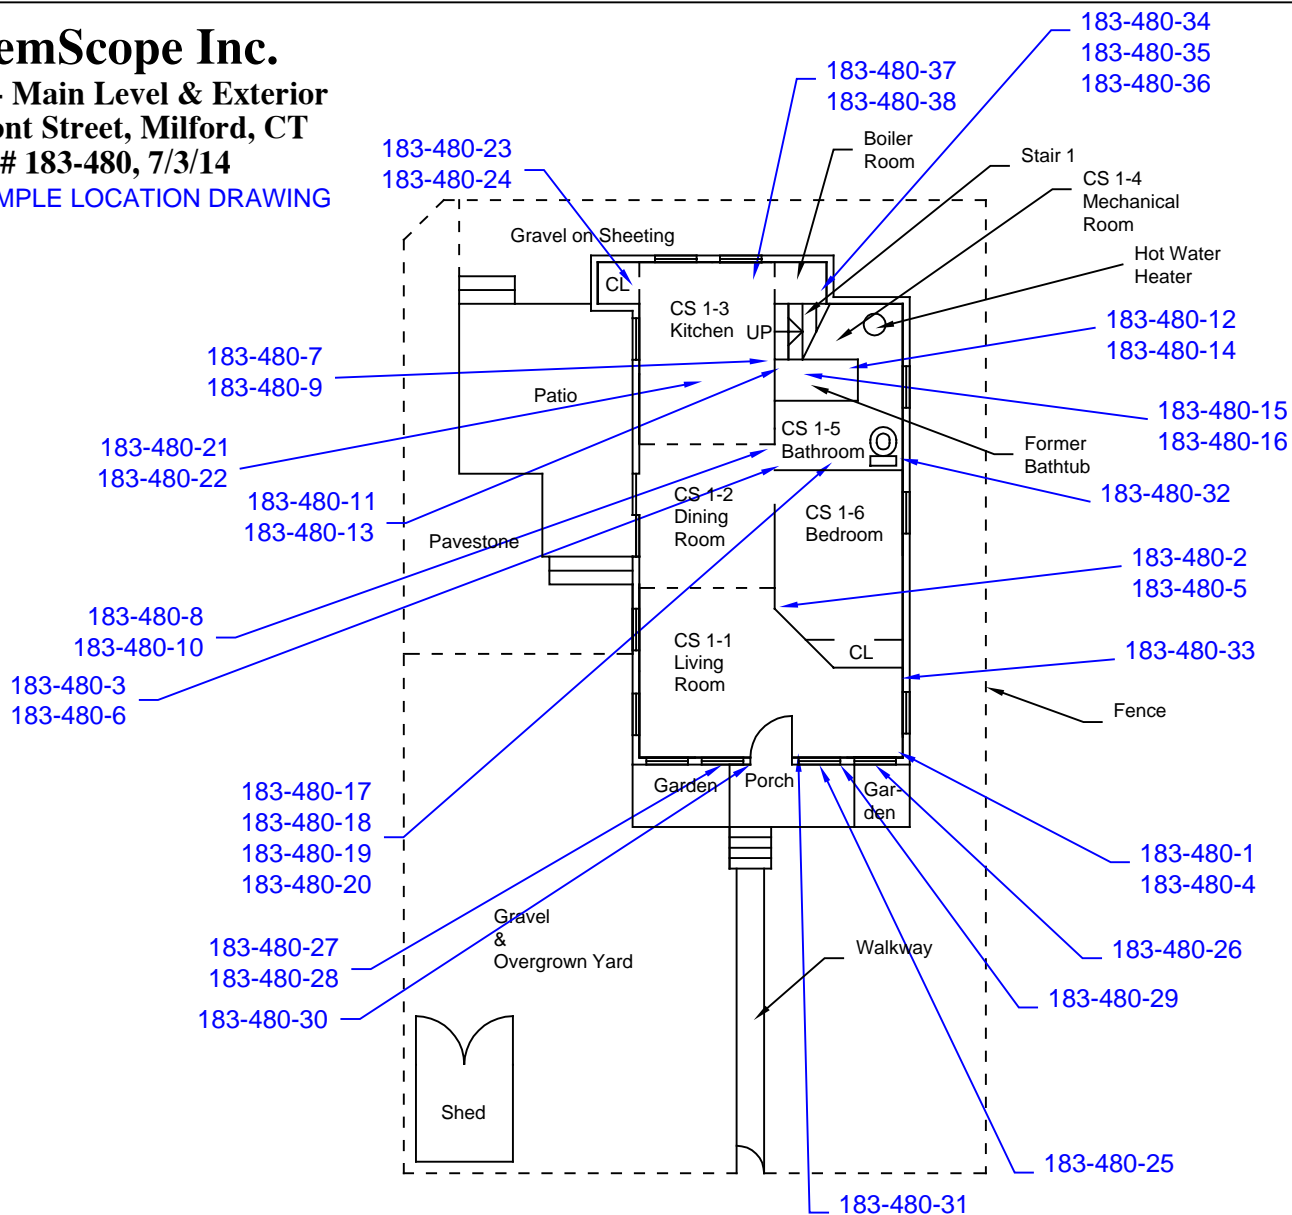 emScope Inc.
- Main Level & Exterior
ont Street, Milford, CT
# 183-480, 7/3/14
MPLE LOCATION DRAWING
183-480-34
183-480-35
183-480-36
183-480-37
183-480-38
Boiler
Room
Stair 1
CS 1-4
Mechanical
Room
183-480-23
183-480-24
Gravel on Sheeting
Hot Water
Heater
CL
CS 1-3
Kitchen
UP
183-480-12
183-480-14
183-480-7
183-480-9
Patio
183-480-15
183-480-16
183-480-21
183-480-22
CS 1-5
Bathroom
Former
Bathtub
183-480-11
183-480-13
183-480-32
CS 1-2
Dining
Room
CS 1-6
Bedroom
Pavestone
183-480-2
183-480-5
183-480-8
183-480-10
CS 1-1
Living
Room
CL
183-480-33
183-480-3
183-480-6
Fence
Garden
Porch
Gar-
den
183-480-17
183-480-18
183-480-19
183-480-20
183-480-1
183-480-4
Gravel
&
Overgrown Yard
Walkway
183-480-26
183-480-27
183-480-28
183-480-29
183-480-30
Shed
183-480-25
183-480-31